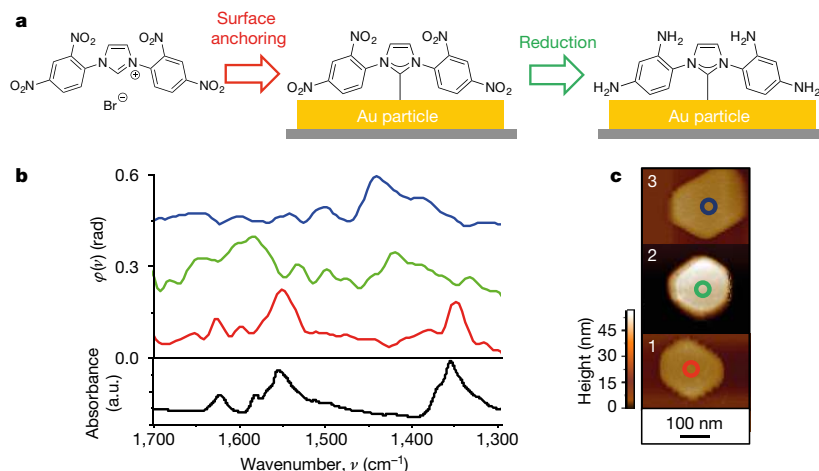 a
Surface anchoring
Reduction
NO₂
NO₂
O₂N
NO₂
N
N
+
Br⊖
NO₂
NO₂
O₂N
NO₂
N
N
Au particle
NH₂
H₂N
H₂N
NH₂
N
N
Au particle
b
φ(ν) (rad)
0.6
0.3
0.0
Absorbance
(a.u.)
1,700
1,600
1,500
1,400
1,300
Wavenumber, ν (cm⁻¹)
c
3
2
1
Height (nm)
45
30
15
0
100 nm